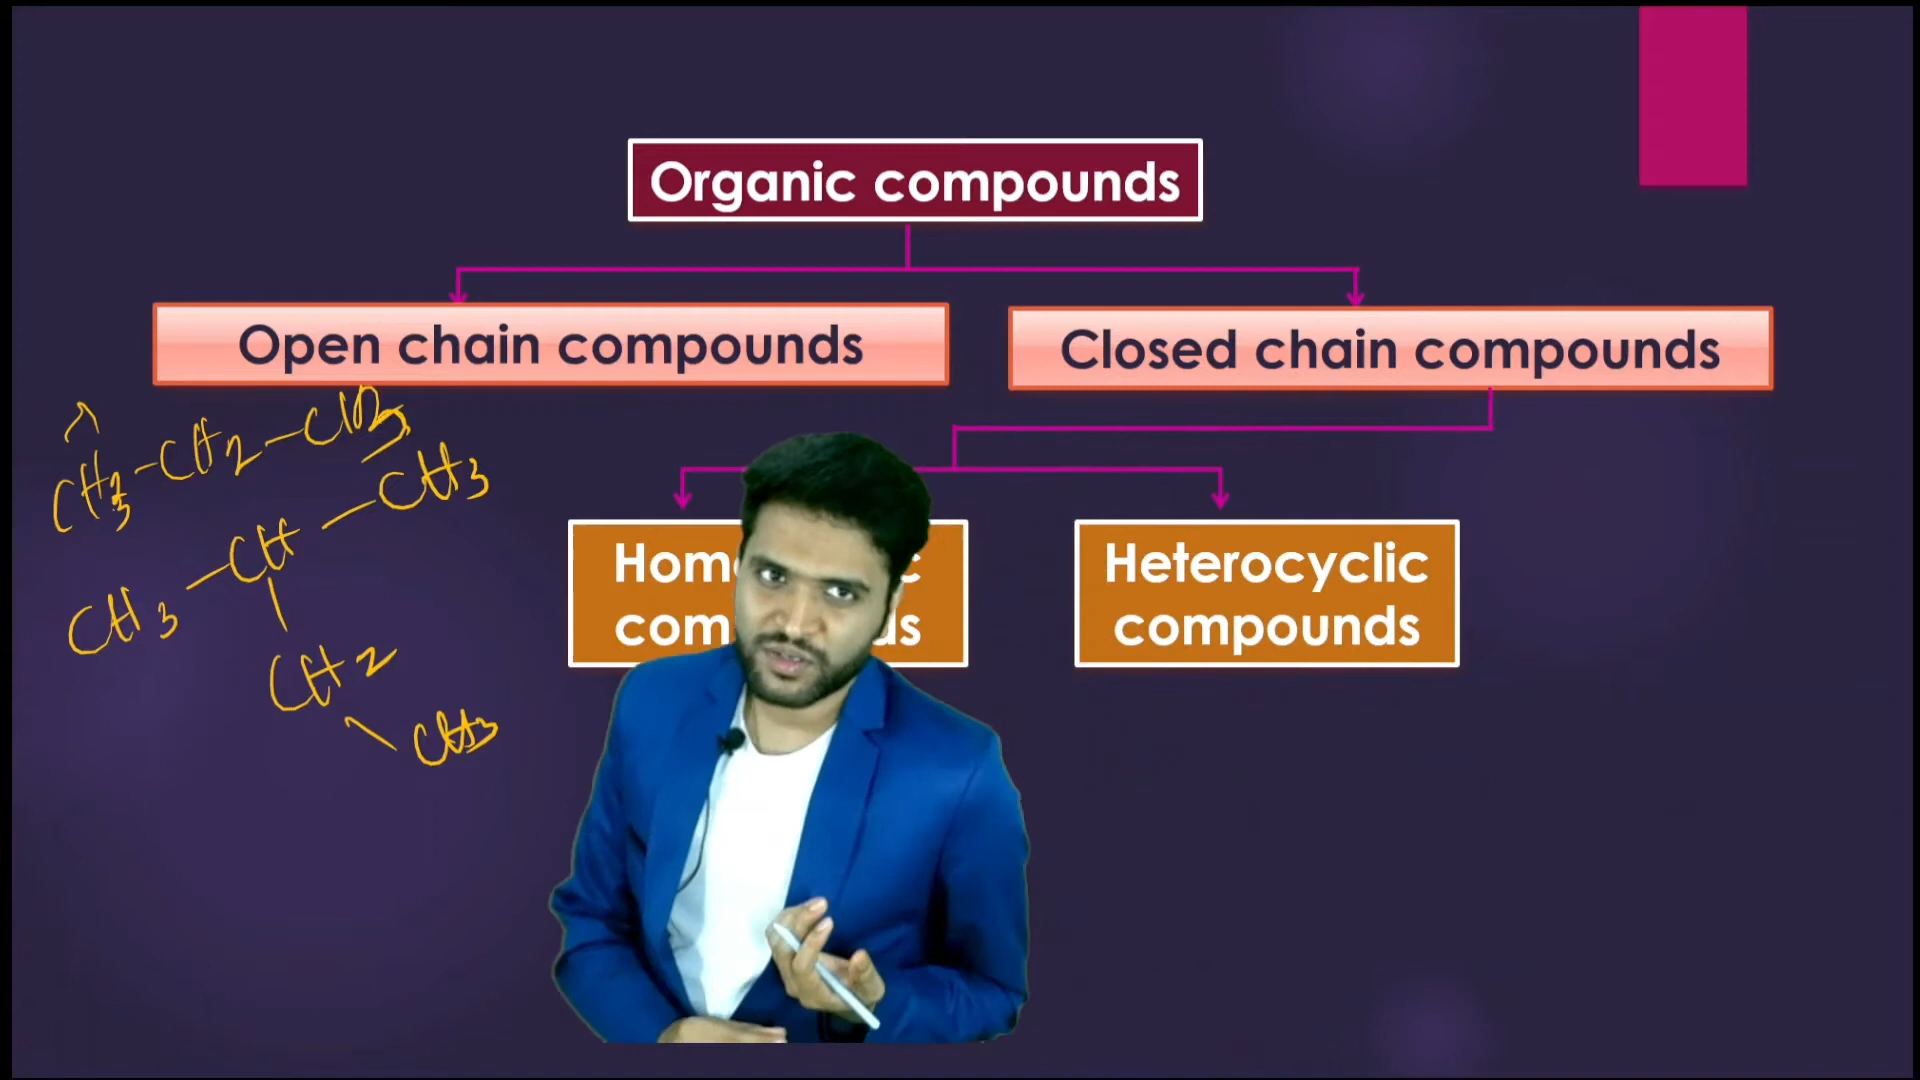 Organic compounds
Open chain compounds
Closed chain compounds
CH3-CH2-CH3
CH3
CH3-CH-
CH2
CH3
Heterocyclic
compounds